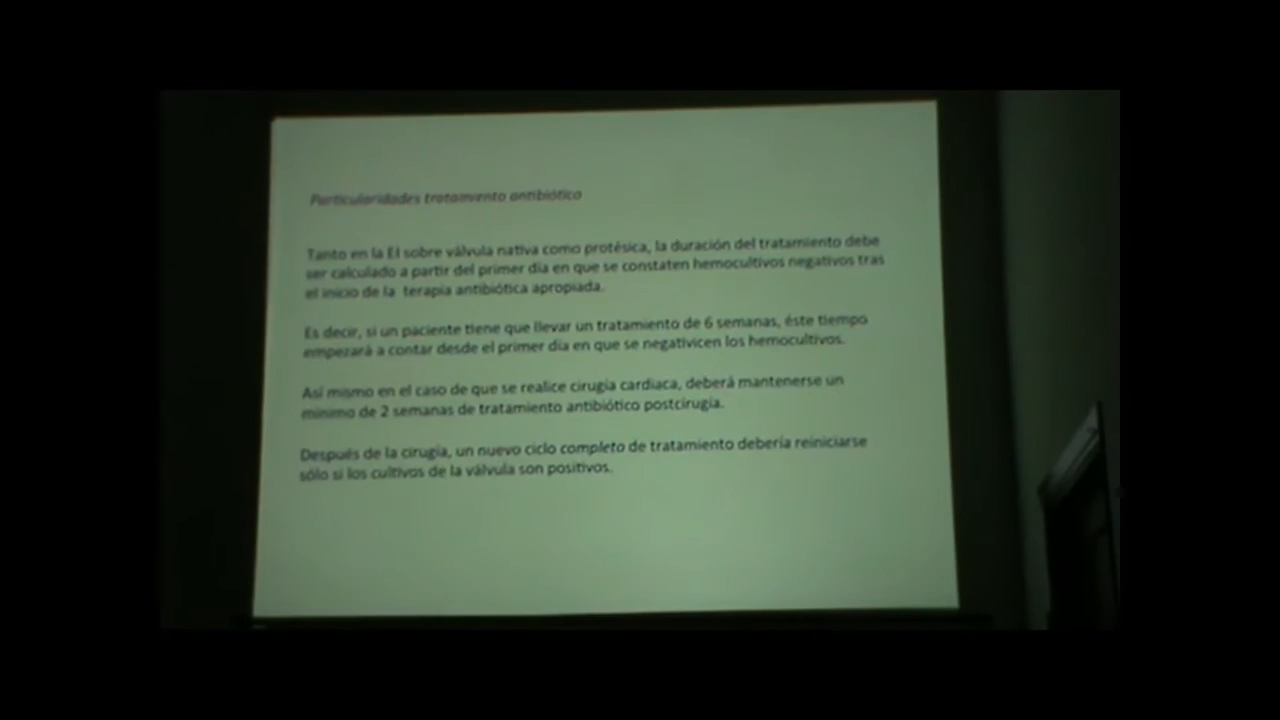 Particularidades tratamiento antibiótico
Tanto en la EI sobre válvula nativa como protésica, la duración del tratamiento debe
ser calculado a partir del primer día en que se constaten hemocultivos negativos tras
el inicio de la terapia antibiótica apropiada.
Es decir, si un paciente tiene que llevar un tratamiento de 6 semanas, éste tiempo
empezará a contar desde el primer día en que se negativicen los hemocultivos.
Así mismo en el caso de que se realice cirugía cardiaca, deberá mantenerse un
mínimo de 2 semanas de tratamiento antibiótico postcirugía.
Después de la cirugía, un nuevo ciclo completo de tratamiento debería reiniciarse
sólo si los cultivos de la válvula son positivos.